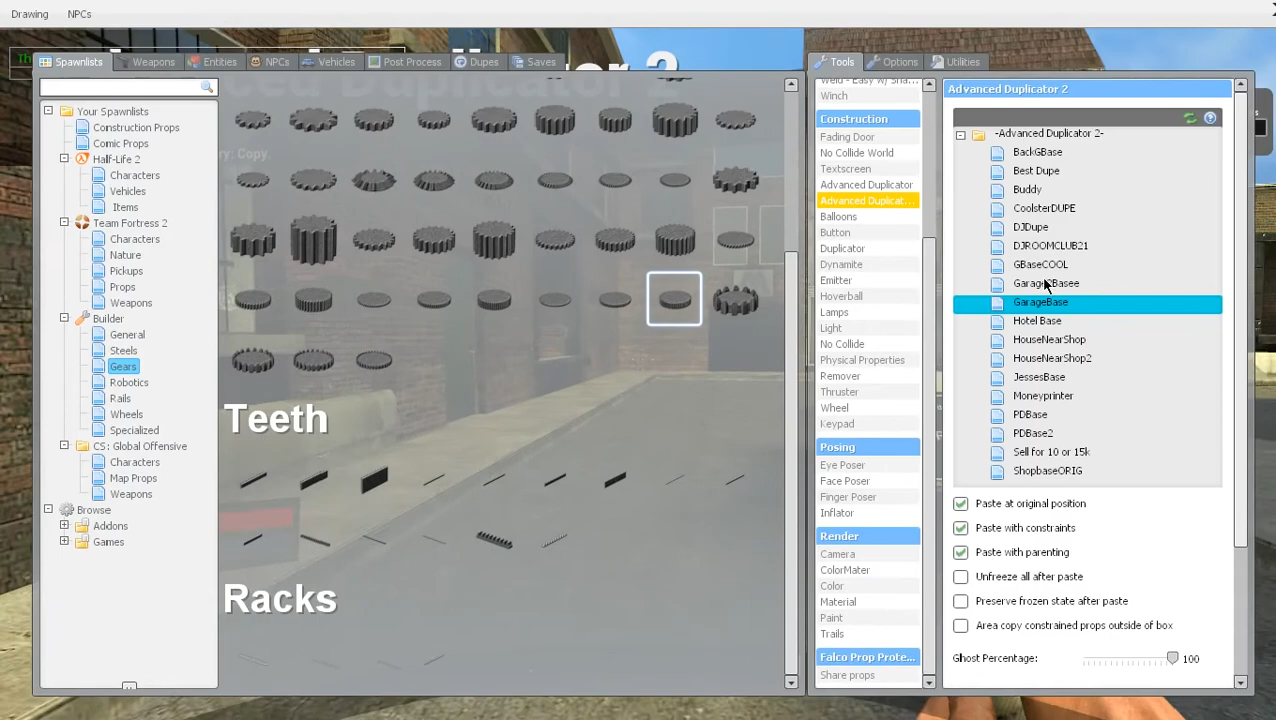 Drawing NPCs
Spawnlists Weapons Entities NPCs Vehicles Post Process Dupes Saves
Your Spawnlists
Construction Props
Comic Props
Half-Life 2
Characters
Vehicles
Items
Team Fortress 2
Characters
Nature
Pickups
Props
Weapons
Builder
General
Steels
Gears
Robotics
Rails
Wheels
Specialized
CS: Global Offensive
Characters
Map Props
Weapons
Browse
Addons
Games
Teeth
Racks
Tools Options Utilities
Winch
Construction
Fading Door
No Collide World
Textscreen
Advanced Duplicator
Advanced Duplicat...
Balloons
Button
Duplicator
Dynamite
Emitter
Hoverball
Lamps
Light
No Collide
Physical Properties
Remover
Thruster
Wheel
Keypad
Posing
Eye Poser
Face Poser
Finger Poser
Inflator
Render
Camera
ColorMater
Color
Material
Paint
Trails
Falco Prop Prote...
Share props
Advanced Duplicator 2
-Advanced Duplicator 2-
BackGBase
Best Dupe
Buddy
CoolsterDUPE
DJDupe
DJROOMCLUB21
GBaseCOOL
GarageBase
Hotel Base
HouseNearShop
HouseNearShop2
JessesBase
Moneyprinter
PDBase
PDBase2
Sell for 10 or 15k
ShopbaseORIG
Paste at original position
Paste with constraints
Paste with parenting
Unfreeze all after paste
Preserve frozen state after paste
Area copy constrained props outside of box
Ghost Percentage: 100